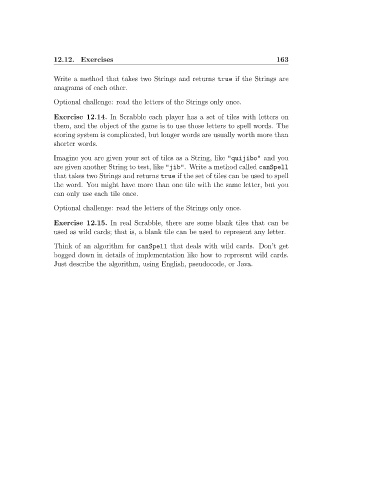 12.12. Exercises 163
Write a method that takes two Strings and returns true if the Strings are
anagrams of each other.
Optional challenge: read the letters of the Strings only once.
Exercise 12.14. In Scrabble each player has a set of tiles with letters on
them, and the object of the game is to use those letters to spell words. The
scoring system is complicated, but longer words are usually worth more than
shorter words.
Imagine you are given your set of tiles as a String, like "quijibo" and you
are given another String to test, like "jib". Write a method called canSpell
that takes two Strings and returns true if the set of tiles can be used to spell
the word. You might have more than one tile with the same letter, but you
can only use each tile once.
Optional challenge: read the letters of the Strings only once.
Exercise 12.15. In real Scrabble, there are some blank tiles that can be
used as wild cards; that is, a blank tile can be used to represent any letter.
Think of an algorithm for canSpell that deals with wild cards. Don't get
bogged down in details of implementation like how to represent wild cards.
Just describe the algorithm, using English, pseudocode, or Java.